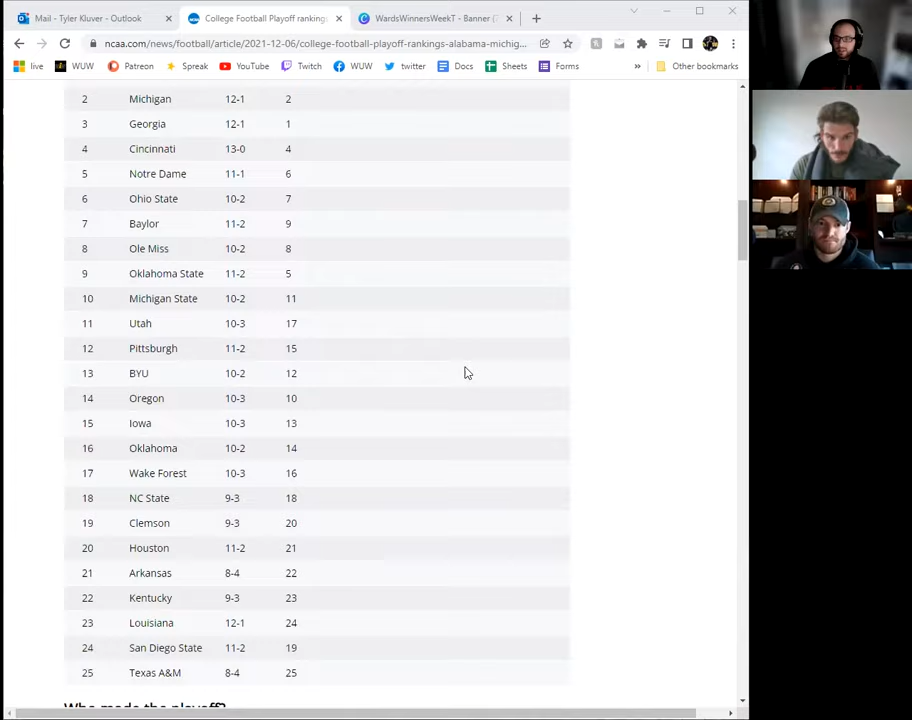 Mail - Tyler Kluver - Outlook
College Football Playoff ranking
WardsWinnersWeekT - Banner (
ncaa.com/news/football/article/2021-12-06/college-football-playoff-rankings-alabama-michig...
live WUW Patreon Spreak YouTube Twitch WUW twitter Docs Sheets Forms » Other bookmarks
2 Michigan 12-1 2
3 Georgia 12-1 1
4 Cincinnati 13-0 4
5 Notre Dame 11-1 6
6 Ohio State 10-2 7
7 Baylor 11-2 9
8 Ole Miss 10-2 8
9 Oklahoma State 11-2 5
10 Michigan State 10-2 11
11 Utah 10-3 17
12 Pittsburgh 11-2 15
13 BYU 10-2 12
14 Oregon 10-3 10
15 Iowa 10-3 13
16 Oklahoma 10-2 14
17 Wake Forest 10-3 16
18 NC State 9-3 18
19 Clemson 9-3 20
20 Houston 11-2 21
21 Arkansas 8-4 22
22 Kentucky 9-3 23
23 Louisiana 12-1 24
24 San Diego State 11-2 19
25 Texas A&M 8-4 25
Who made the playoff?